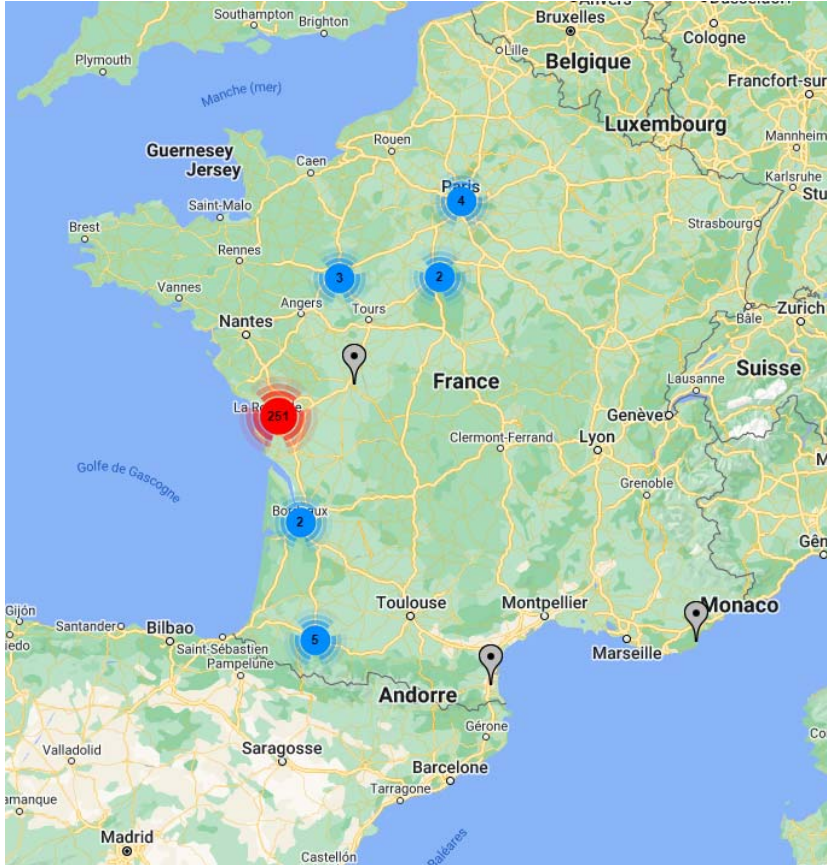 Southampton
Brighton
Plymouth
Manche (mer)
Bruxelles
Lille
Belgique
Cologne
Francfort-sur
Luxembourg
Mannheim
Guernesey
Jersey
Caen
Rouen
Karlsruhe
Paris
4
Saint-Malo
Strasbourg
Brest
Rennes
3
2
Vannes
Angers
Tours
Nantes
Bâle
Zurich
Suisse
France
Lausanne
251
Genève
Clermont-Ferrand
Lyon
Golfe de Gascogne
Grenoble
2
Toulouse
Montpellier
Monaco
Gijón
Santander
Bilbao
5
Saint-Sébastien
Pampelune
Marseille
Andorre
Gérone
Valladolid
Saragosse
Barcelone
Tarragone
Madrid
Castellón